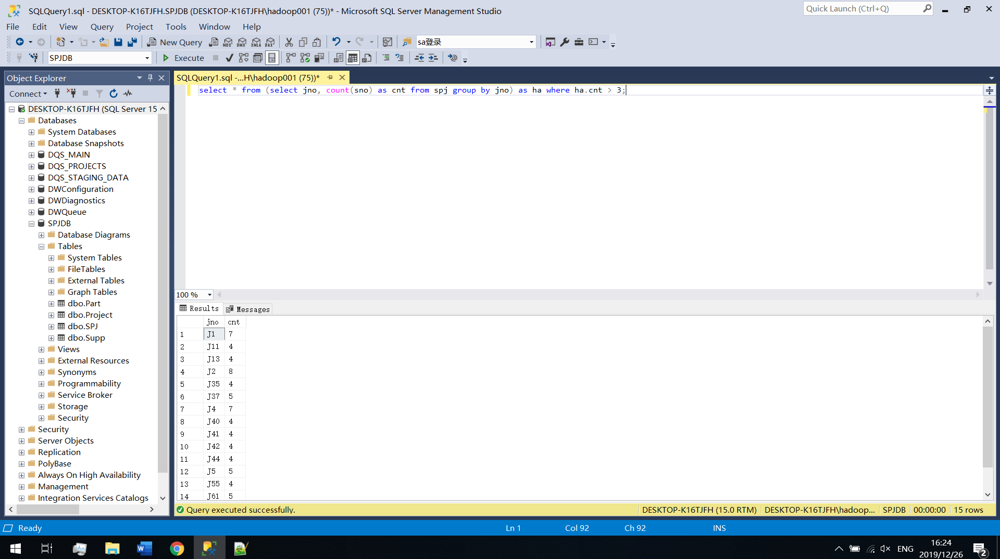 SQLQuery1.sql - DESKTOP-K16TJFH.SPJDB (DESKTOP-K16TJFH\hadoop001 (75))* - Microsoft SQL Server Management Studio
Quick Launch (Ctrl+Q)
File Edit View Query Project Tools Window Help
New Query MDX DMX XMLA DAX sa登录
SPJDB Execute
Object Explorer
SQLQuery1.sql -...H\hadoop001 (75))*
Connect
select * from (select jno, count(sno) as cnt from spj group by jno) as ha where ha.cnt > 3;
DESKTOP-K16TJFH (SQL Server 15
Databases
System Databases
Database Snapshots
DQS_MAIN
DQS_PROJECTS
DQS_STAGING_DATA
DWConfiguration
DWDiagnostics
DWQueue
SPJDB
Database Diagrams
Tables
System Tables
FileTables
External Tables
Graph Tables
dbo.Part
dbo.Project
dbo.SPJ
dbo.Supp
Views
External Resources
Synonyms
Programmability
Service Broker
Storage
Security
Security
Server Objects
Replication
PolyBase
Always On High Availability
Management
Integration Services Catalogs
100 %
Results Messages
jno cnt
1 J1 7
2 J11 4
3 J13 4
4 J2 8
5 J35 4
6 J37 5
7 J4 7
8 J40 4
9 J41 4
10 J42 4
11 J44 4
12 J5 5
13 J55 4
14 J61 5
Query executed successfully. DESKTOP-K16TJFH (15.0 RTM) DESKTOP-K16TJFH\hadoop... SPJDB 00:00:00 15 rows
Ready Ln 1 Col 92 Ch 92 INS
ENG 16:24
2019/12/26 2